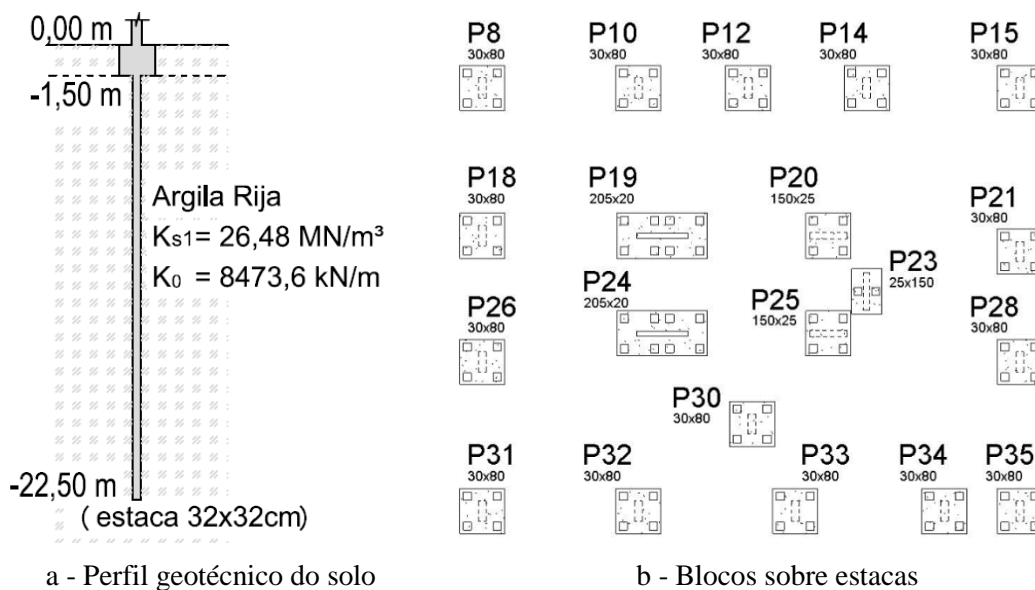 0,00 m
-1,50 m
Argila Rija
Ks1= 26,48 MN/m³
K0 = 8473,6 kN/m
-22,50 m
( estaca 32x32cm)
a - Perfil geotécnico do solo
P8
30x80
P10
30x80
P12
30x80
P14
30x80
P15
30x80
P18
30x80
P19
205x20
P20
150x25
P21
30x80
P23
25x150
P24
205x20
P25
150x25
P26
30x80
P28
30x80
P30
30x80
P31
30x80
P32
30x80
P33
30x80
P34
30x80
P35
30x80
b - Blocos sobre estacas